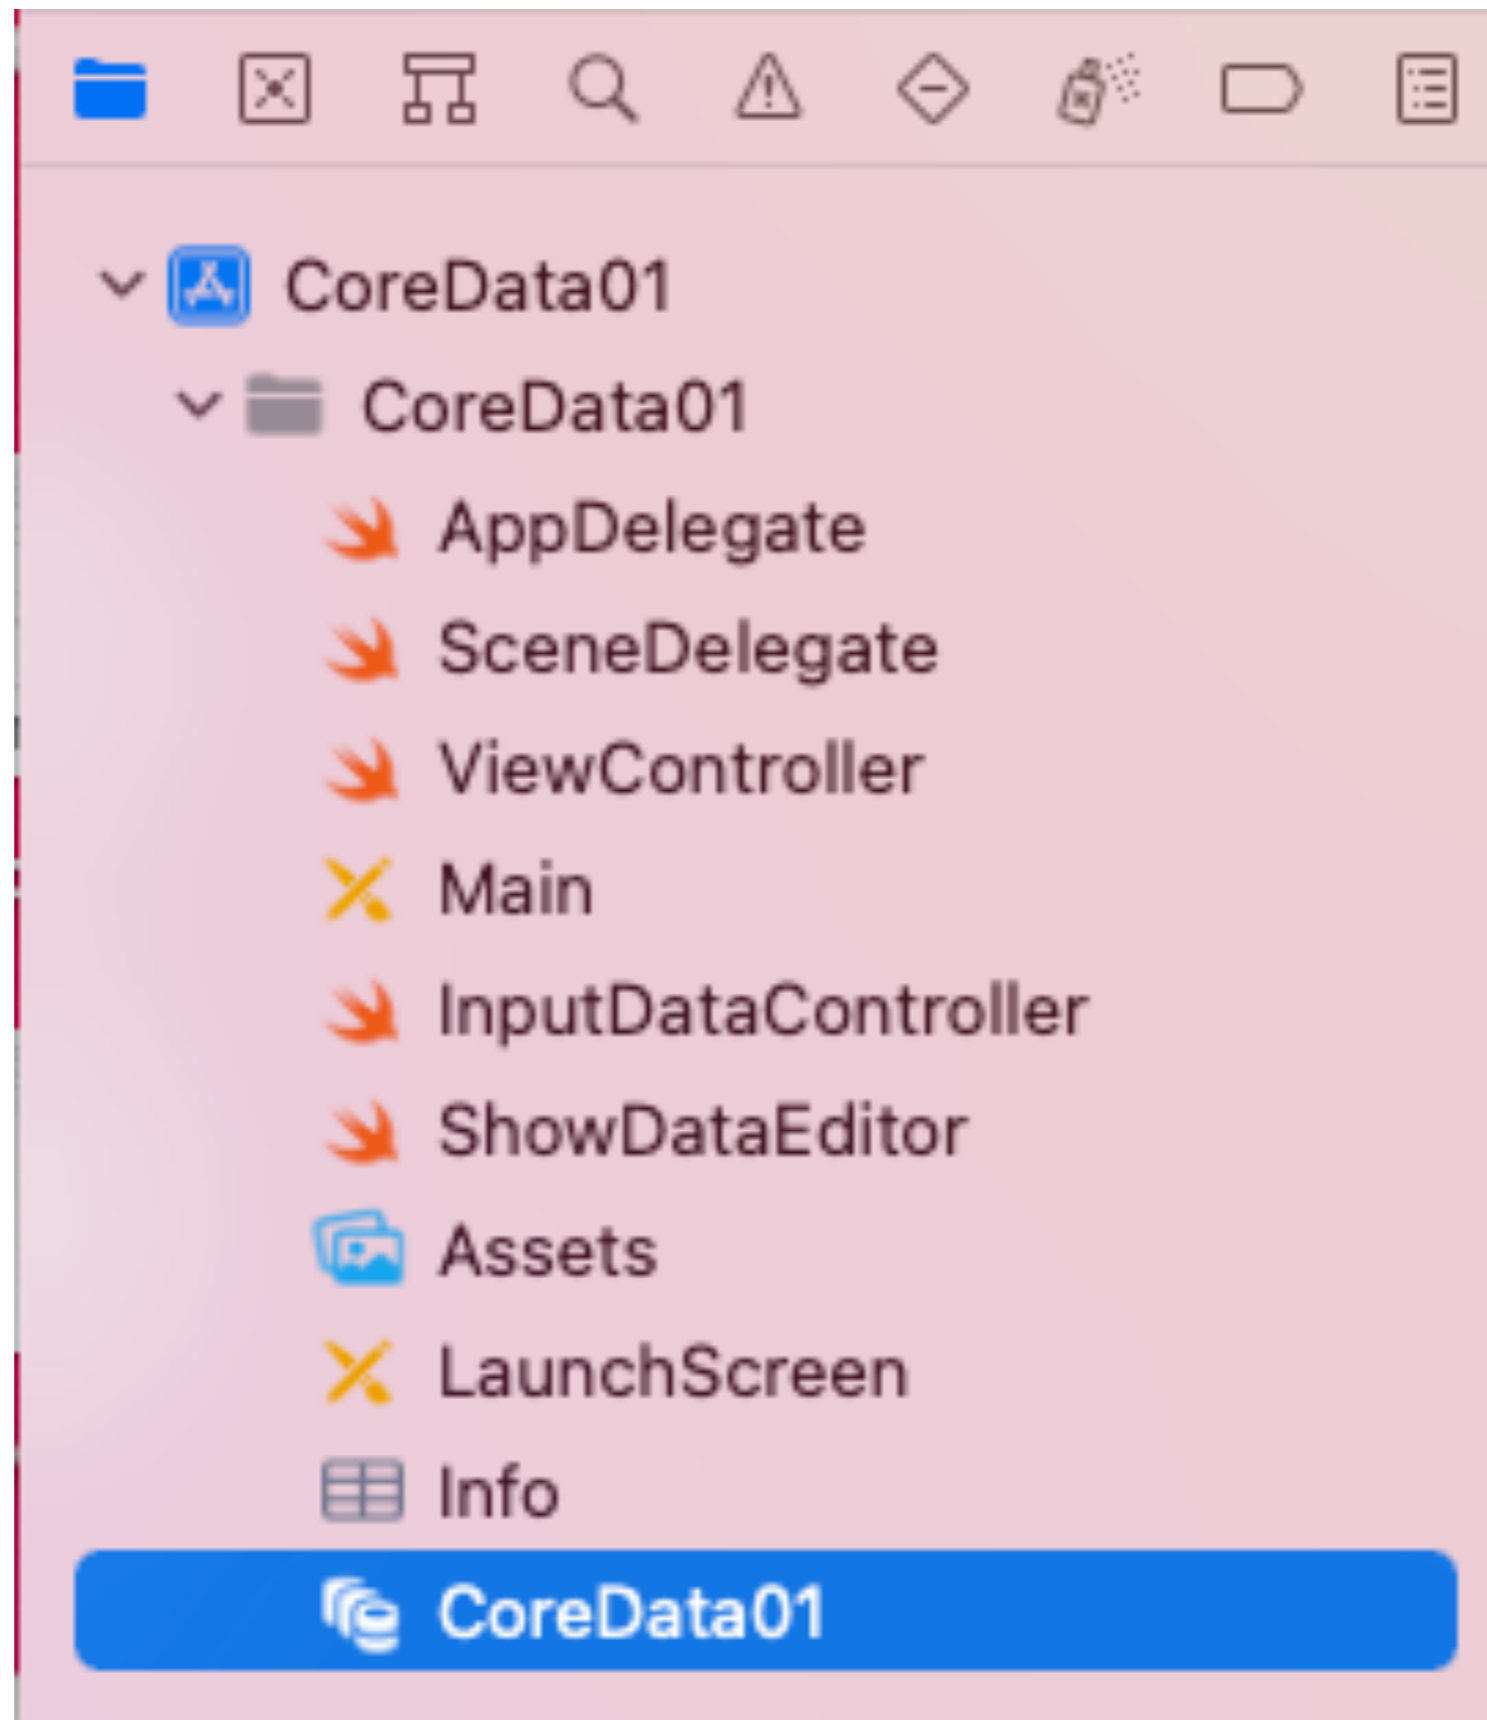 CoreData01
CoreData01
AppDelegate
SceneDelegate
ViewController
Main
InputDataController
ShowDataEditor
Assets
LaunchScreen
Info
CoreData01